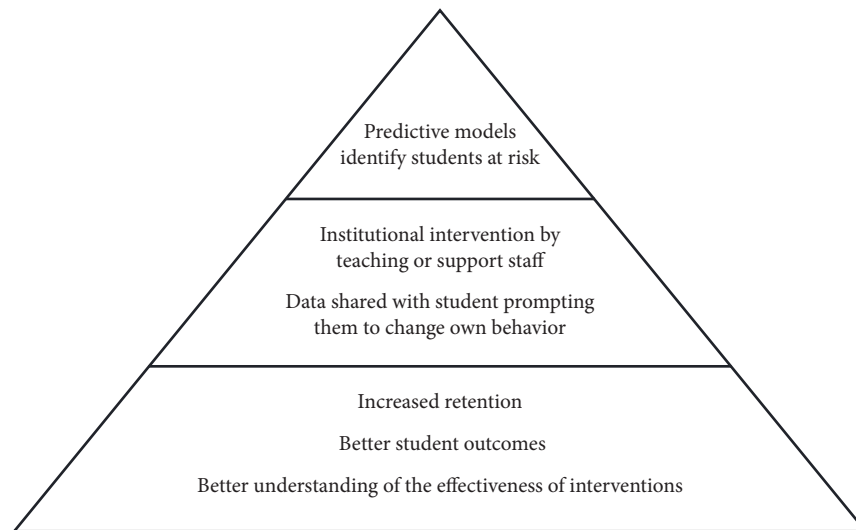 Predictive models
identify students at risk
Institutional intervention by
teaching or support staff
Data shared with student prompting
them to change own behavior
Increased retention
Better student outcomes
Better understanding of the effectiveness of interventions